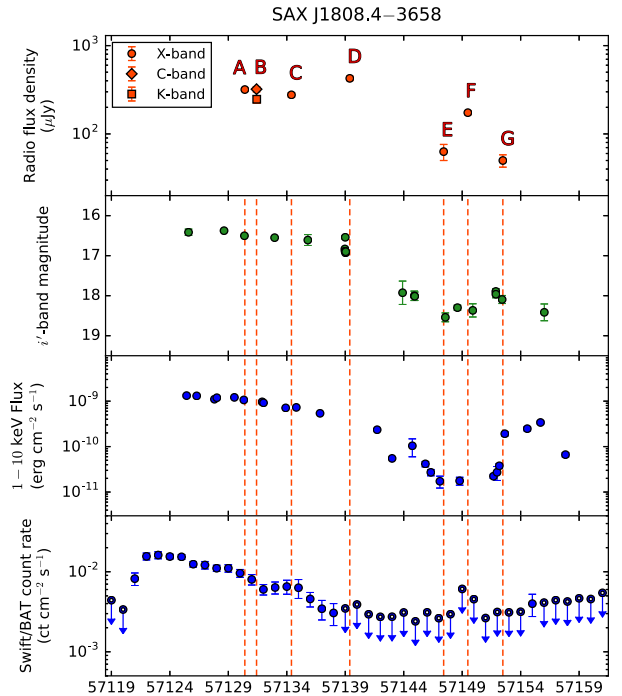 SAX J1808.4−3658
X-band
C-band
K-band
A
B
C
D
E
F
G
10³
10²
Radio flux density
(μJy)
16
17
18
19
i′-band magnitude
10⁻⁹
10⁻¹⁰
10⁻¹¹
1−10 keV Flux
(erg cm⁻² s⁻¹)
10⁻²
10⁻³
Swift/BAT count rate
(ct cm⁻² s⁻¹)
57119 57124 57129 57134 57139 57144 57149 57154 57159